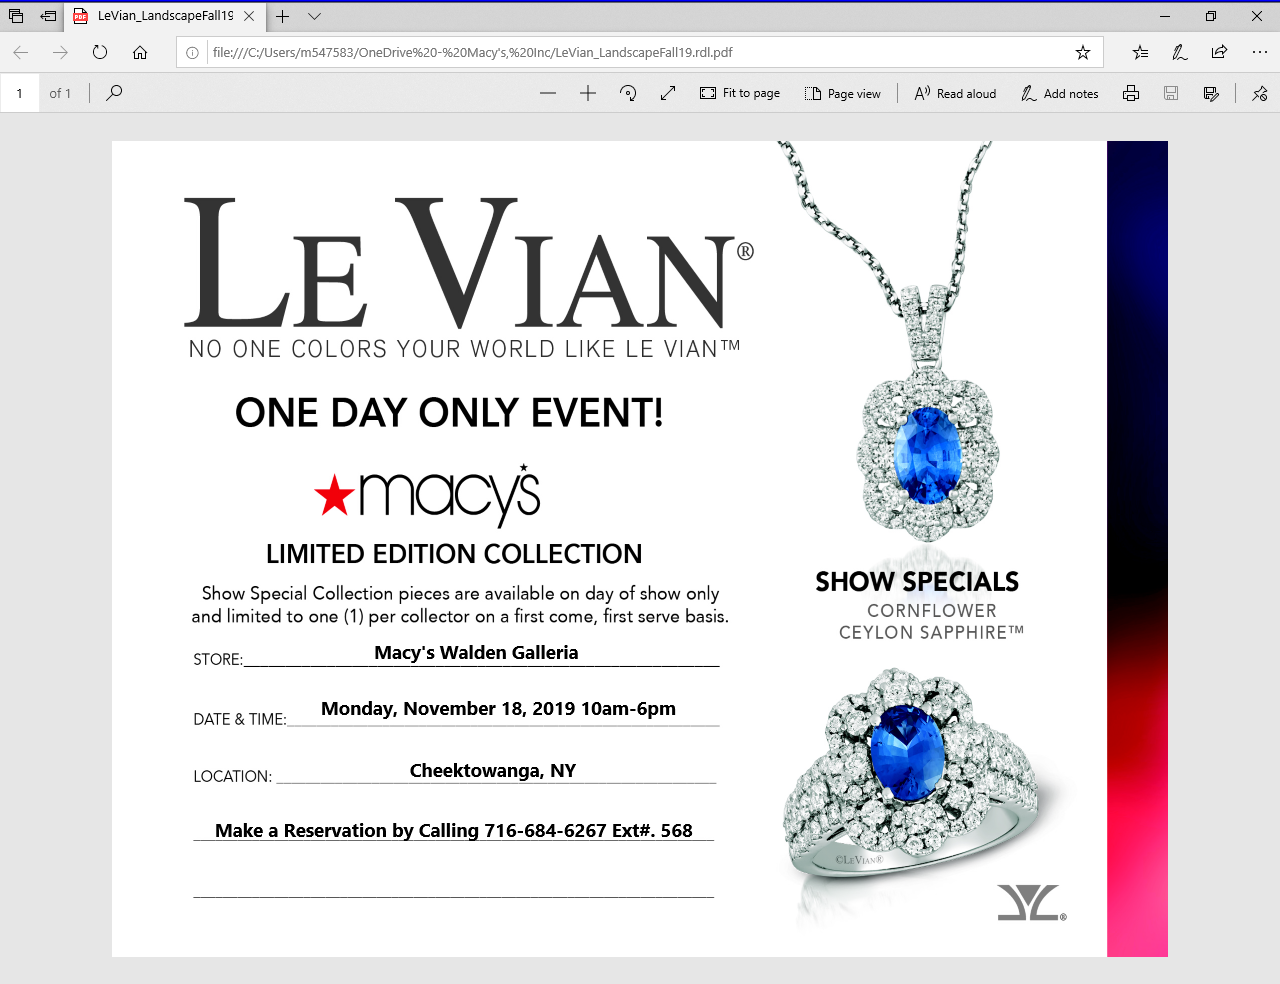 LeVian_LandscapeFall19
file:///C:/Users/m547583/OneDrive%20-%20Macy's,%20Inc/LeVian_LandscapeFall19.rdl.pdf
1 of 1 Fit to page Page view Read aloud Add notes
LE VIAN®
NO ONE COLORS YOUR WORLD LIKE LE VIAN™
ONE DAY ONLY EVENT!
macy's
LIMITED EDITION COLLECTION
Show Special Collection pieces are available on day of show only
and limited to one (1) per collector on a first come, first serve basis.
STORE: Macy's Walden Galleria
DATE & TIME: Monday, November 18, 2019 10am-6pm
LOCATION: Cheektowanga, NY
Make a Reservation by Calling 716-684-6267 Ext#. 568
SHOW SPECIALS
CORNFLOWER
CEYLON SAPPHIRE™
©LEVIAN®
®